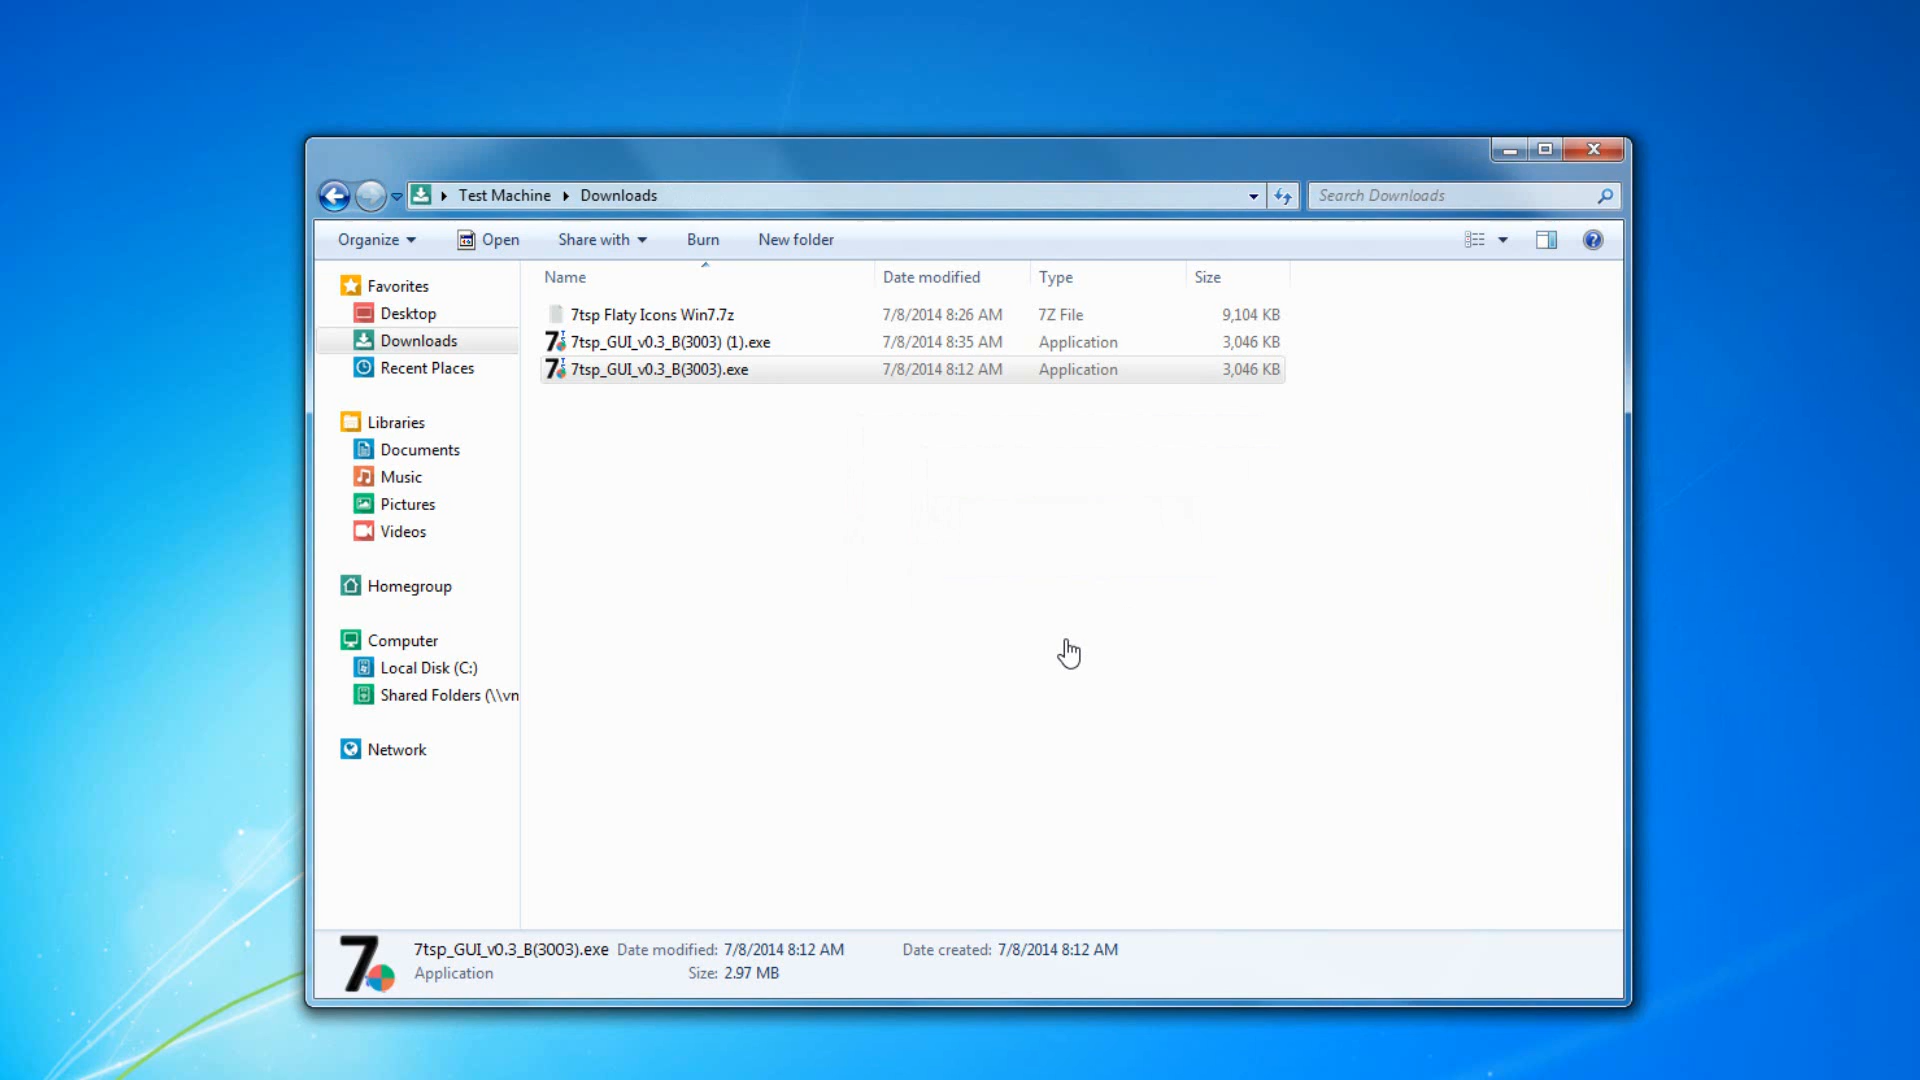 Test Machine Downloads
Search Downloads
Organize Open Share with Burn New folder
Name Date modified Type Size
Favorites
Desktop
Downloads
Recent Places
Libraries
Documents
Music
Pictures
Videos
Homegroup
Computer
Local Disk (C:)
Shared Folders (\\vn
Network
7tsp Flaty Icons Win7.7z 7/8/2014 8:26 AM 7Z File 9,104 KB
7tsp_GUI_v0.3_B(3003) (1).exe 7/8/2014 8:35 AM Application 3,046 KB
7tsp_GUI_v0.3_B(3003).exe 7/8/2014 8:12 AM Application 3,046 KB
7tsp_GUI_v0.3_B(3003).exe Date modified: 7/8/2014 8:12 AM Date created: 7/8/2014 8:12 AM
Application Size: 2.97 MB